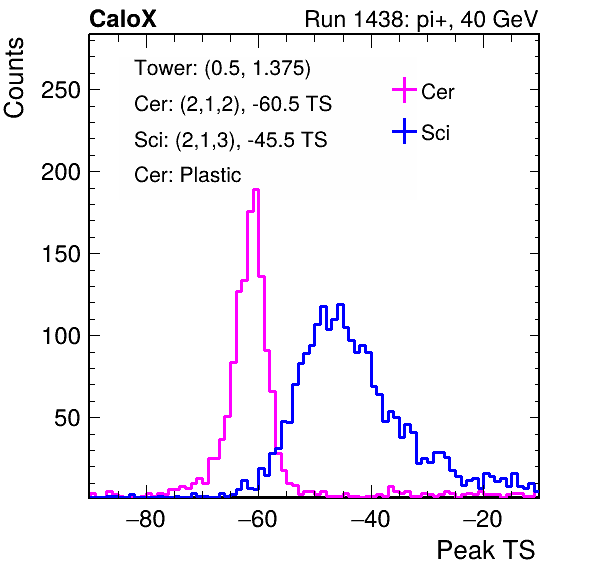 CaloX Run 1438: pi+, 40 GeV
Counts
Tower: (0.5, 1.375)
Cer: (2,1,2), -60.5 TS
Sci: (2,1,3), -45.5 TS
Cer: Plastic
Cer
Sci
250
200
150
100
50
−80 −60 −40 −20
Peak TS